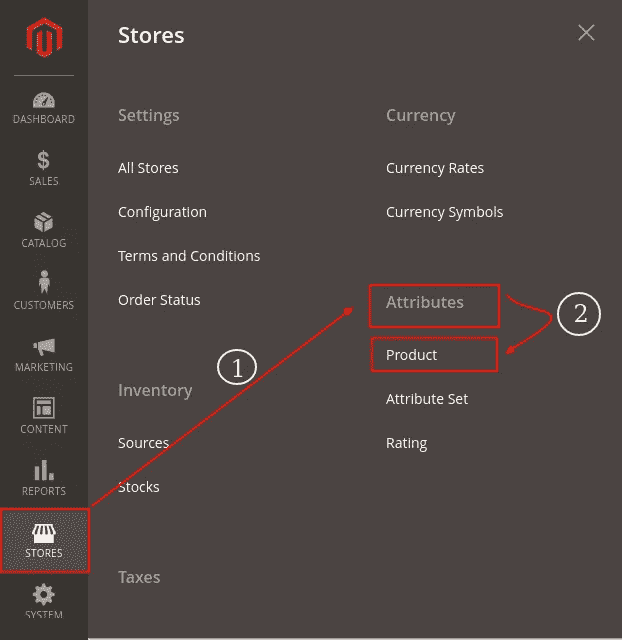 Stores
DASHBOARD
SALES
CATALOG
CUSTOMERS
MARKETING
CONTENT
REPORTS
STORES
SYSTEM
Settings
All Stores
Configuration
Terms and Conditions
Order Status
1
Inventory
Sources
Stocks
Taxes
Currency
Currency Rates
Currency Symbols
Attributes
2
Product
Attribute Set
Rating